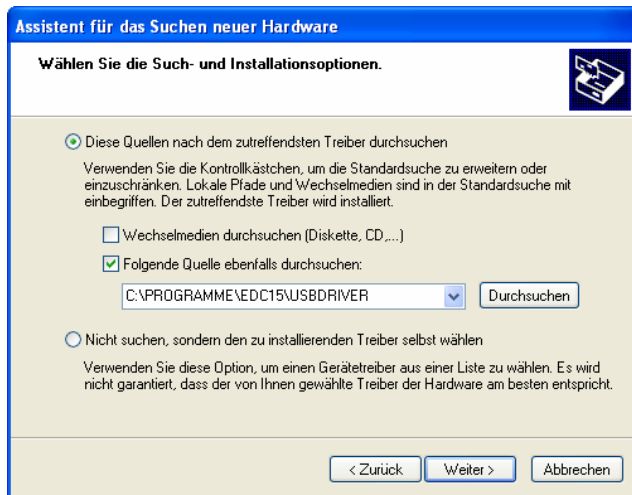 Assistent für das Suchen neuer Hardware
Wählen Sie die Such- und Installationsoptionen.
Diese Quellen nach dem zutreffendsten Treiber durchsuchen
Verwenden Sie die Kontrollkästchen, um die Standardsuche zu erweitern oder
einzuschränken. Lokale Pfade und Wechselmedien sind in der Standardsuche mit
einbegriffen. Der zutreffendste Treiber wird installiert.
Wechselmedien durchsuchen (Diskette, CD,...)
Folgende Quelle ebenfalls durchsuchen:
C:\PROGRAMME\EDC15\USBDRIVER Durchsuchen
Nicht suchen, sondern den zu installierenden Treiber selbst wählen
Verwenden Sie diese Option, um einen Gerätetreiber aus einer Liste zu wählen. Es wird
nicht garantiert, dass der von Ihnen gewählte Treiber der Hardware am besten entspricht.
< Zurück Weiter > Abbrechen